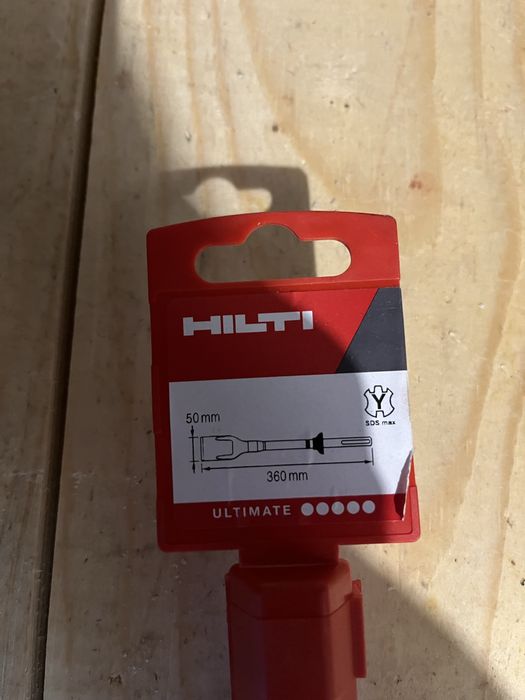 HILTI
Y
SDS max
50 mm
360 mm
ULTIMATE